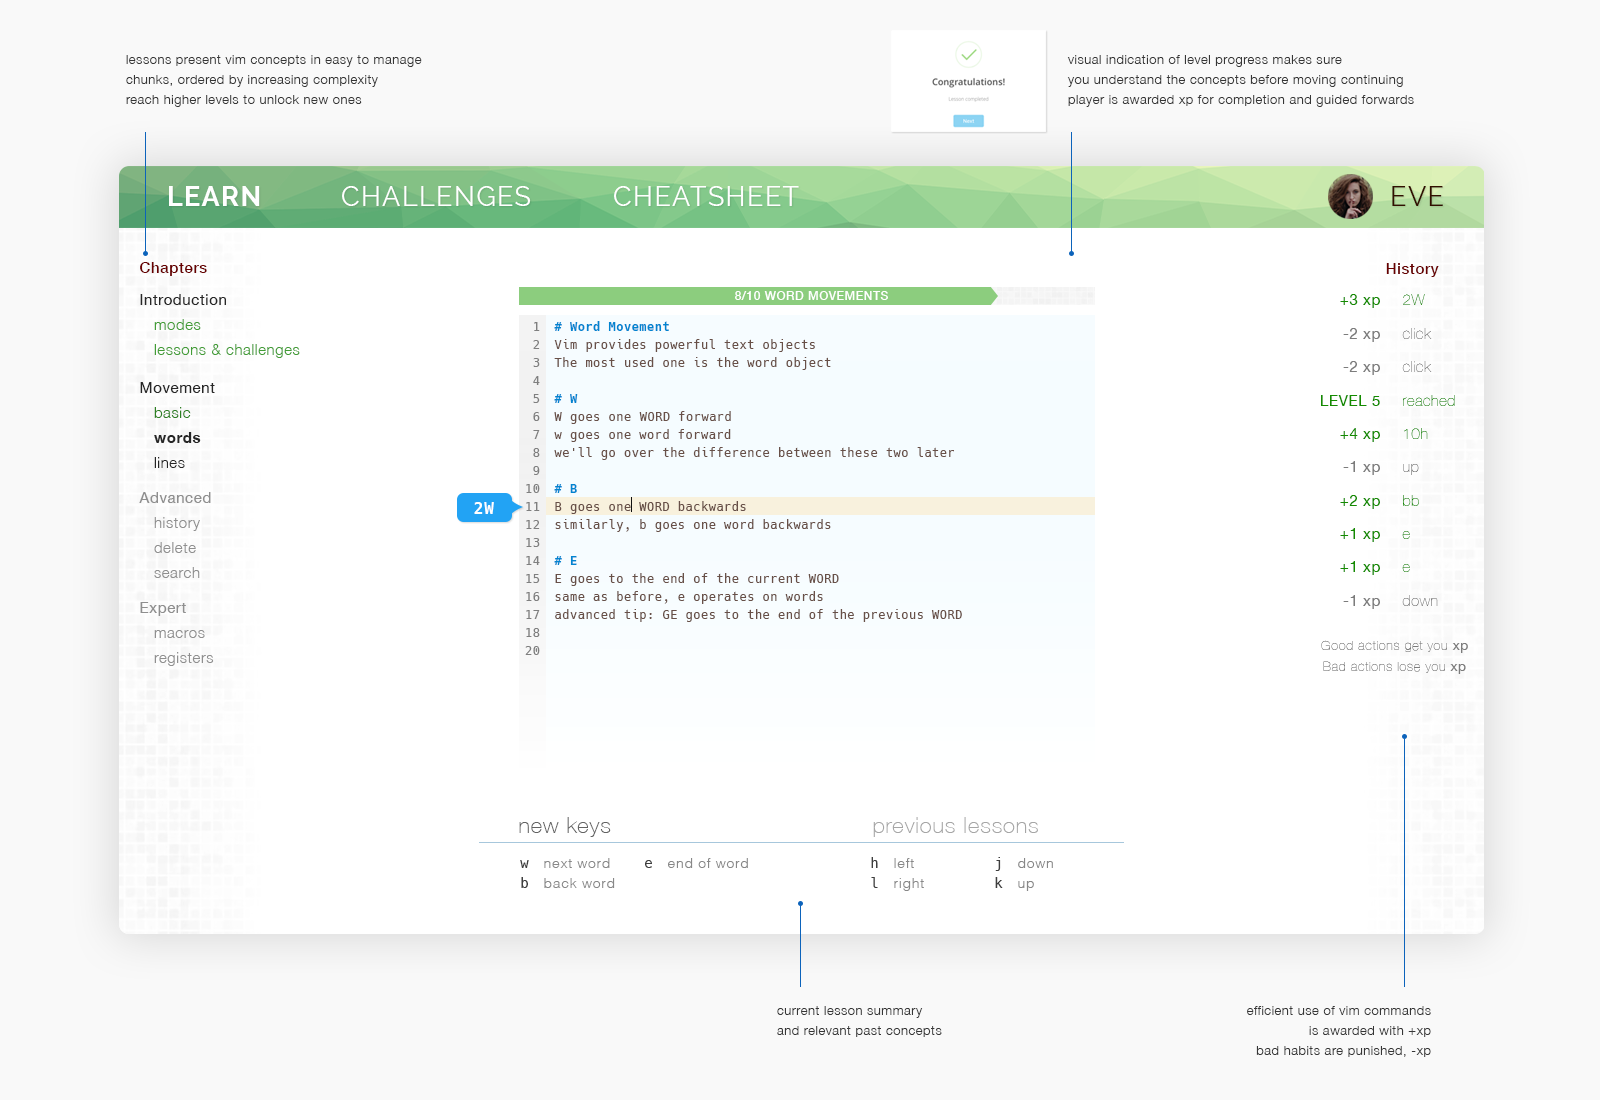 lessons present vim concepts in easy to manage
chunks, ordered by increasing complexity
reach higher levels to unlock new ones
Congratulations!
Lesson completed
Next
visual indication of level progress makes sure
you understand the concepts before moving continuing
player is awarded xp for completion and guided forwards
LEARN CHALLENGES CHEATSHEET EVE
Chapters
Introduction
modes
lessons & challenges
Movement
basic
words
lines
Advanced
history
delete
search
Expert
macros
registers
8/10 WORD MOVEMENTS
1 # Word Movement
2 Vim provides powerful text objects
3 The most used one is the word object
4
5 # W
6 W goes one WORD forward
7 w goes one word forward
8 we'll go over the difference between these two later
9
10 # B
2W
11 B goes one WORD backwards
12 similarly, b goes one word backwards
13
14 # E
15 E goes to the end of the current WORD
16 same as before, e operates on words
17 advanced tip: GE goes to the end of the previous WORD
18
20
History
+3 xp 2W
-2 xp click
-2 xp click
LEVEL 5 reached
+4 xp 10h
-1 xp up
+2 xp bb
+1 xp e
+1 xp e
-1 xp down
Good actions get you xp
Bad actions lose you xp
new keys previous lessons
w next word e end of word h left j down
b back word l right k up
current lesson summary
and relevant past concepts
efficient use of vim commands
is awarded with +xp
bad habits are punished, -xp